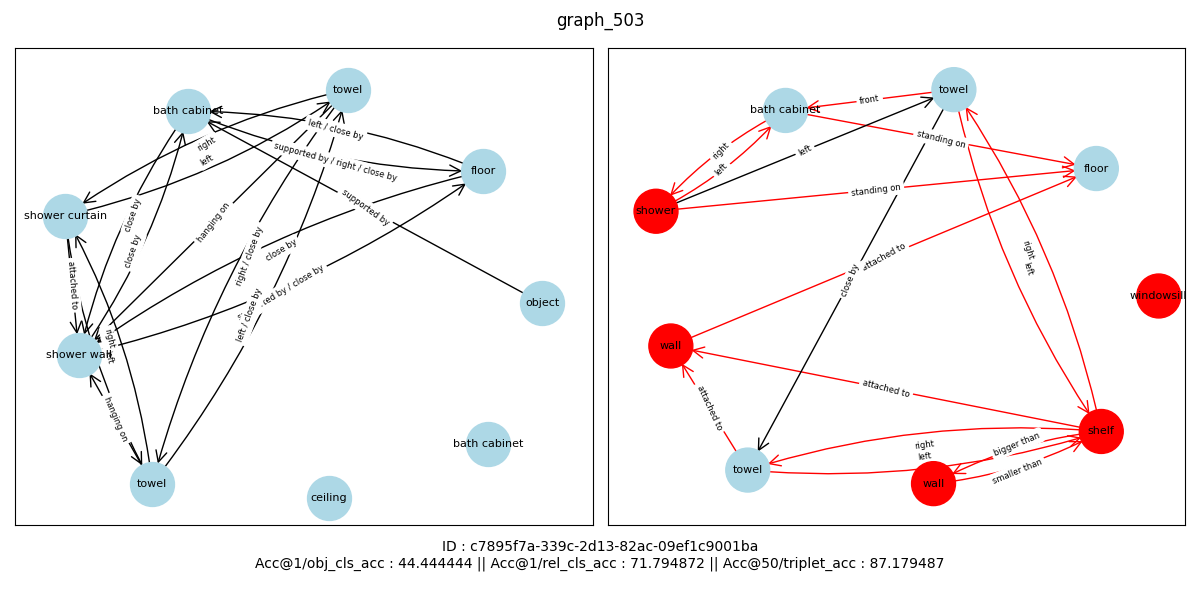 graph_503
towel
bath cabinet
left / close by
right
left
supported by / right / close by
floor
supported by
shower curtain
close by
hanging on
close by
right / close by
close by
attached to
red by / close by
left / close by
object
right
left
shower wall
hanging on
bath cabinet
towel
ceiling
towel
front
bath cabinet
standing on
left
right
left
floor
standing on
shower
attached to
right
left
close by
windowsill
wall
attached to
attached to
shelf
right
left
bigger than
smaller than
towel
wall
ID : c7895f7a-339c-2d13-82ac-09ef1c9001ba
Acc@1/obj_cls_acc : 44.444444 || Acc@1/rel_cls_acc : 71.794872 || Acc@50/triplet_acc : 87.179487